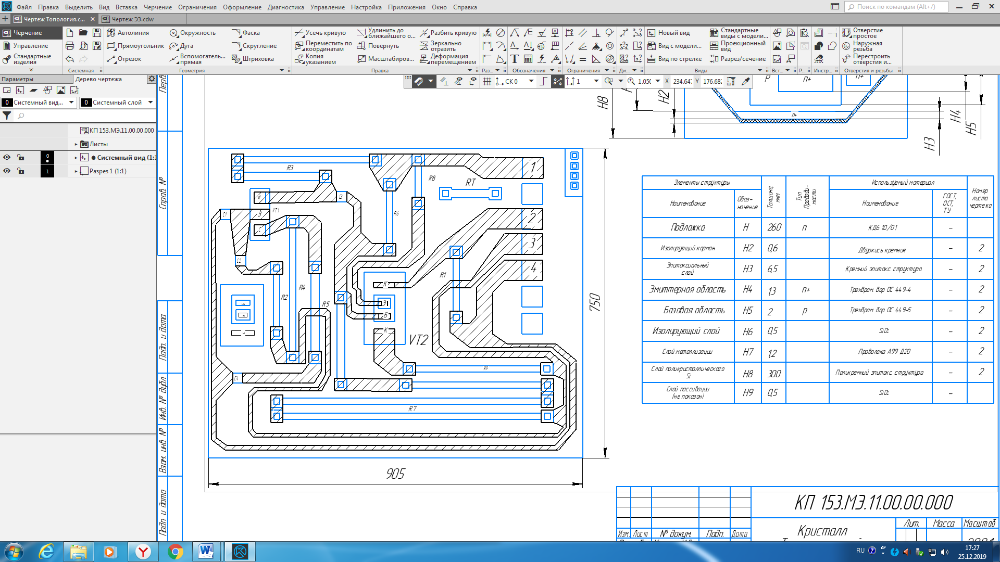 Файл Правка Выделить Вид Вставка Черчение Ограничения Оформление Диагностика Управление Настройка Приложения Окно Справка
Поиск по командам (Alt+/)
Чертеж Топология.с...
Чертеж ЭЗ.cdw
Черчение
Управление
Стандартные изделия
Системная
Автолиния
Прямоугольник
Отрезок
Окружность
Дуга
Вспомогатель... прямая
Фаска
Скругление
Штриховка
Геометрия
Усечь кривую
Переместить по координатам
Копия указанием
Удлинить до ближайшего о...
Повернуть
Масштабиров...
Разбить кривую
Зеркально отразить
Деформация перемещением
Правка
Раз...
Обозначения
Ограничения
Ди...
Новый вид
Вид с модели...
Вид по стрелке
Стандартные виды с модели...
Проекционный вид
Разрез/сечение
Виды
Вст...
Р...
Инстр...
Отверстие простое
Наружная резьба
Перестроить отверстия и...
Отверстия и резьбы
Параметры
Дерево чертежа
0 Системный вид...
0 Системный слой
КП 153.МЭ.11.00.00.000
Листы
0 Системный вид (1:1
1 Разрез 1 (1:1)
СК 0
1
1.050
X 234.647
Y 176.682
Перв
Справ №
Подп. и дата
Инв. № дубл.
Взам. инв. №
Подп. и дата
H8
H2
P
n+
n+
n+
H4
H5
H3
R3
R8
RT
1
И
С3
VT1
С1
З
С
R6
2
3
4
С2
R1
R4
R2
R5
К
Б
К
VT2
R9
С4
R7
750
905
Элементы структуры
Толщина мкм
Тип Проводи-мости
Используемый материал
Номер листа чертежа
Наименование
Обоз-начение
Наименование
ГОСТ, ОСТ, ТУ
Подложка H 260 n КДб 10/01 –
Изолирующий карман H2 0,6 Двуокись кремния – 2
Эпитаксиальный слой H3 6,5 Кремний эпитакс. структура – 2
Эмиттерная область H4 1,3 n+ Трехбром. бор ОС 44.9-4 – 2
Базовая область H5 2 p Трехбром. бор ОС 44.9-5 – 2
Изолирующий слой H6 0,5 SiO2 – 2
Слой металлизации H7 1,2 Проволока А99 Д20 – 2
Слой поликристаллического Si H8 300 Поликремний эпитакс. структура – 2
Слой пассивации (не показан) H9 0,5 SiO2 –
КП 153.МЭ.11.00.00.000
Изм. Лист № докум. Подп. Дата
Кристалл
Лит. Масса Масштаб
RU
17:27
25.12.2019